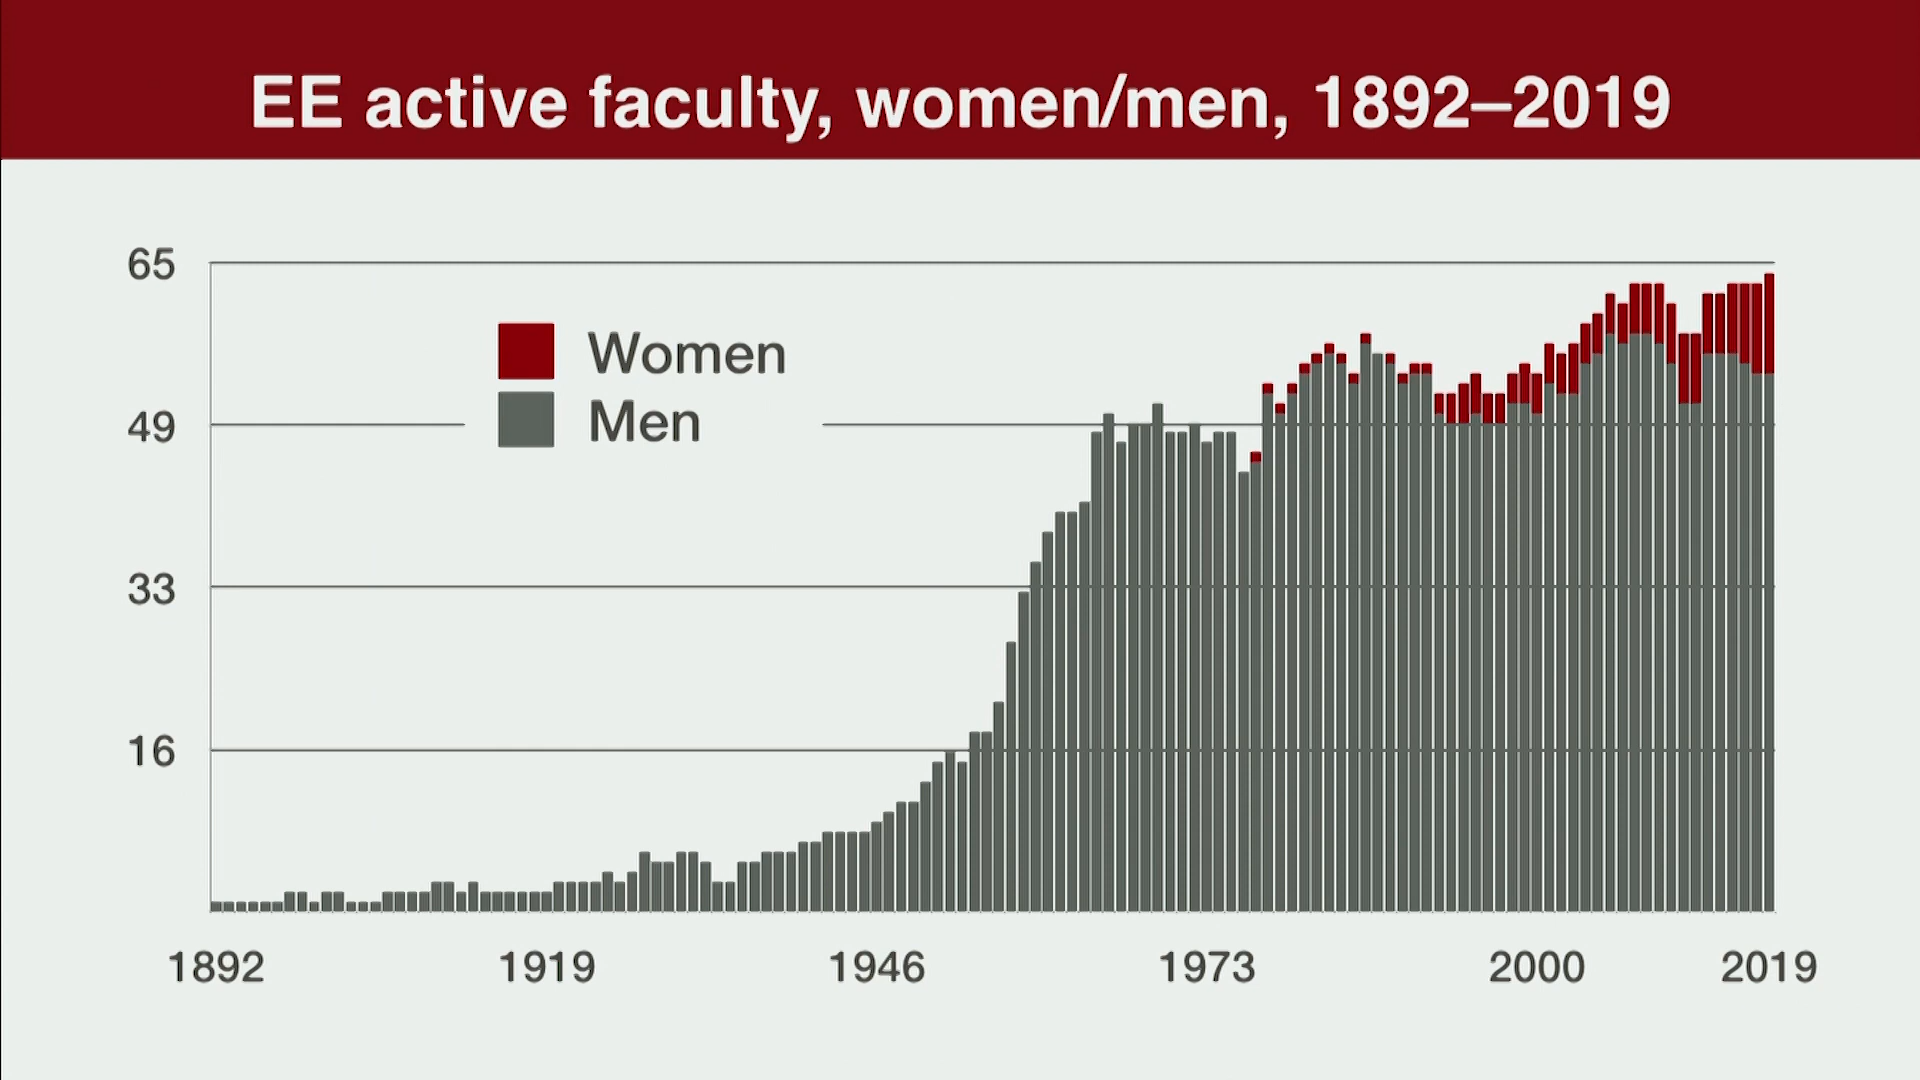 EE active faculty, women/men, 1892–2019
65
Women
Men
49
33
16
1892 1919 1946 1973 2000 2019